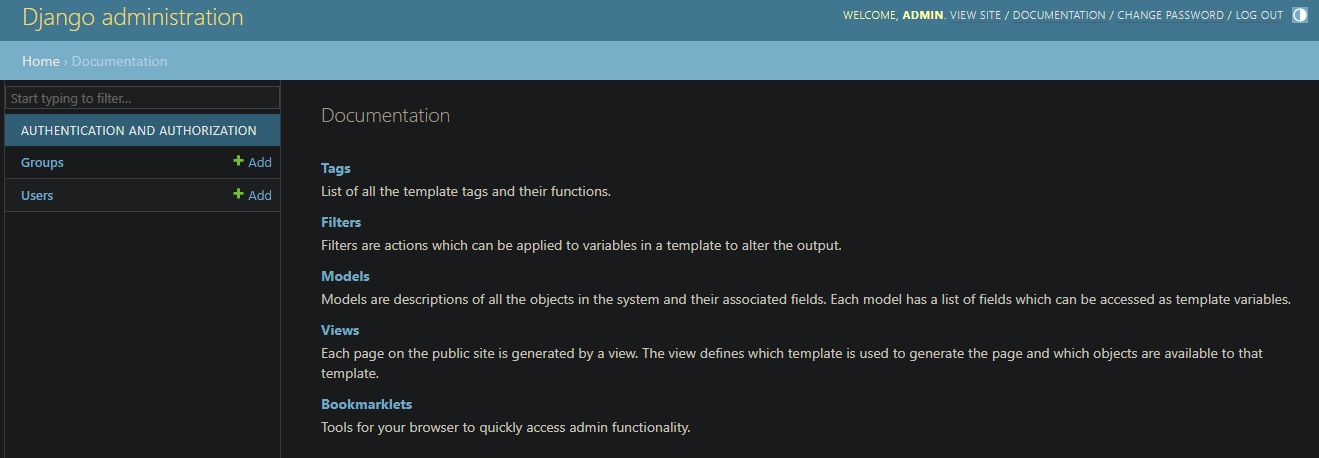 Django administration
WELCOME, ADMIN. VIEW SITE / DOCUMENTATION / CHANGE PASSWORD / LOG OUT
Home › Documentation
Start typing to filter...
AUTHENTICATION AND AUTHORIZATION
Groups
Add
Users
Add
Documentation
Tags
List of all the template tags and their functions.
Filters
Filters are actions which can be applied to variables in a template to alter the output.
Models
Models are descriptions of all the objects in the system and their associated fields. Each model has a list of fields which can be accessed as template variables.
Views
Each page on the public site is generated by a view. The view defines which template is used to generate the page and which objects are available to that
template.
Bookmarklets
Tools for your browser to quickly access admin functionality.